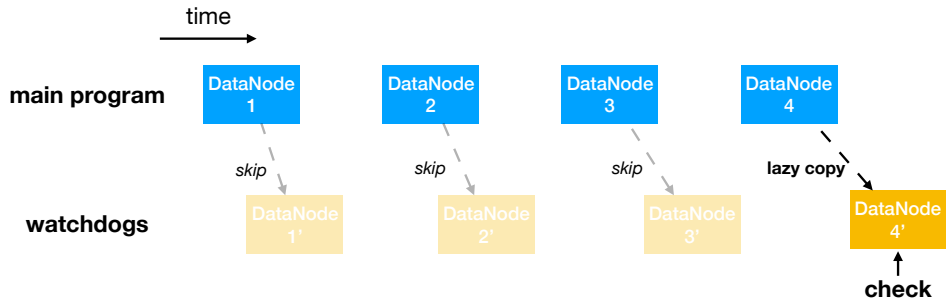 time
main program
DataNode
1
DataNode
2
DataNode
3
DataNode
4
skip
skip
skip
lazy copy
watchdogs
DataNode
1'
DataNode
2'
DataNode
3'
DataNode
4'
check